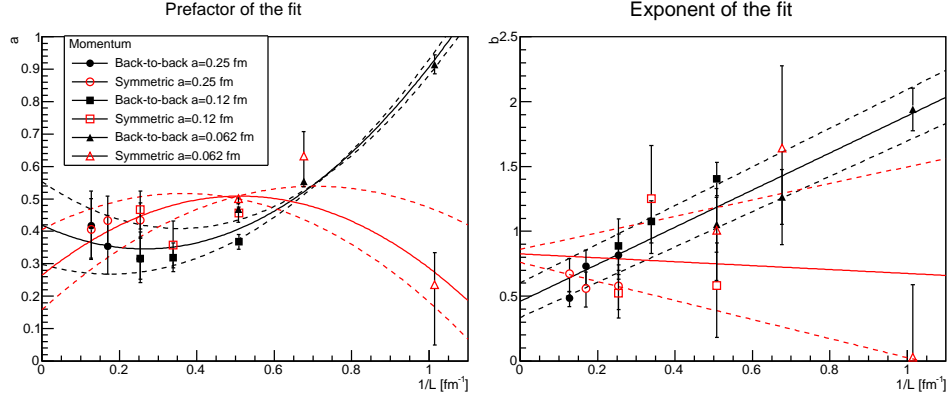 Prefactor of the fit
a
1
0.9
0.8
0.7
0.6
0.5
0.4
0.3
0.2
0.1
0
Momentum
Back-to-back a=0.25 fm
Symmetric a=0.25 fm
Back-to-back a=0.12 fm
Symmetric a=0.12 fm
Back-to-back a=0.062 fm
Symmetric a=0.062 fm
0 0.2 0.4 0.6 0.8 1
1/L [fm⁻¹]
Exponent of the fit
b
2.5
2
1.5
1
0.5
0
0 0.2 0.4 0.6 0.8 1
1/L [fm⁻¹]